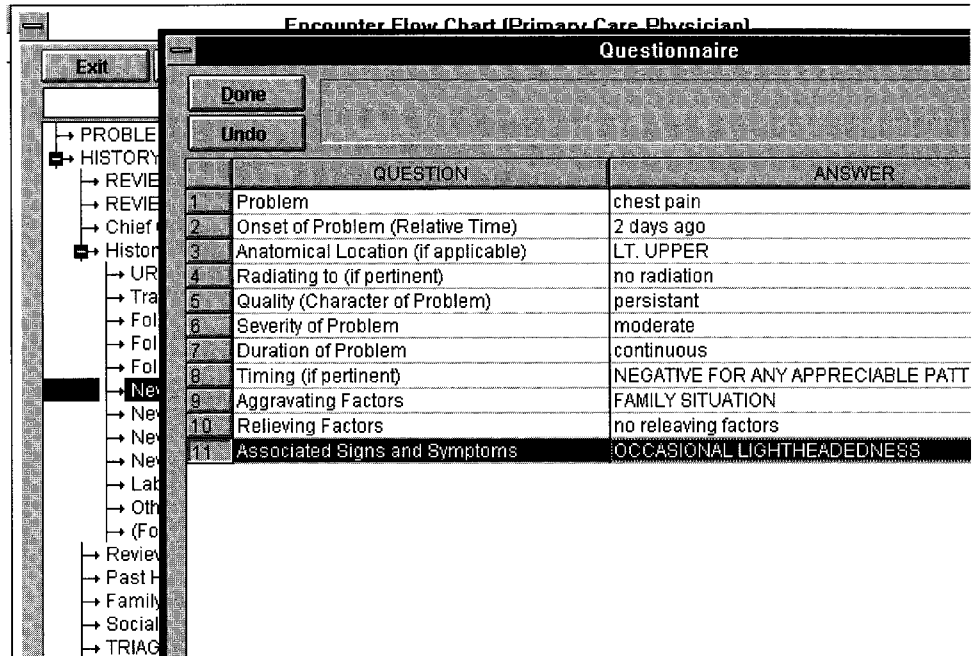 Encounter Flow Chart (Primary Care Physician)
Questionnaire
Exit
Done
Undo
PROBLE
HISTORY
REVIE
REVIE
Chief
Histor
UR
Tra
Fol
Fol
Fol
New
New
New
New
Lab
Oth
(Fo
Review
Past H
Family
Social
TRIAG
QUESTION ANSWER
1 Problem chest pain
2 Onset of Problem (Relative Time) 2 days ago
3 Anatomical Location (if applicable) LT. UPPER
4 Radiating to (if pertinent) no radiation
5 Quality (Character of Problem) persistant
6 Severity of Problem moderate
7 Duration of Problem continuous
8 Timing (if pertinent) NEGATIVE FOR ANY APPRECIABLE PATT
9 Aggravating Factors FAMILY SITUATION
10 Relieving Factors no releaving factors
11 Associated Signs and Symptoms OCCASIONAL LIGHTHEADEDNESS